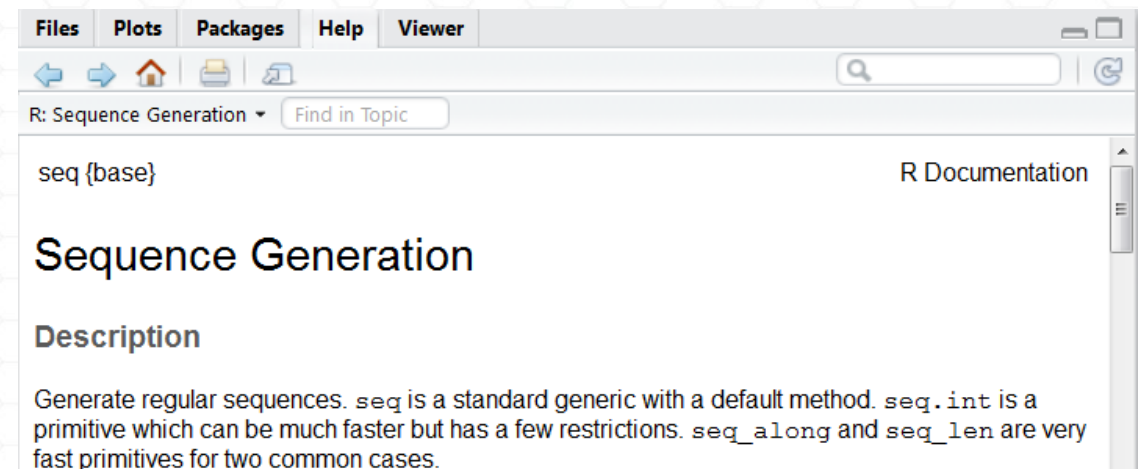 Files Plots Packages Help Viewer
R: Sequence Generation Find in Topic
seq {base} R Documentation
Sequence Generation
Description
Generate regular sequences. seq is a standard generic with a default method. seq.int is a
primitive which can be much faster but has a few restrictions. seq_along and seq_len are very
fast primitives for two common cases.